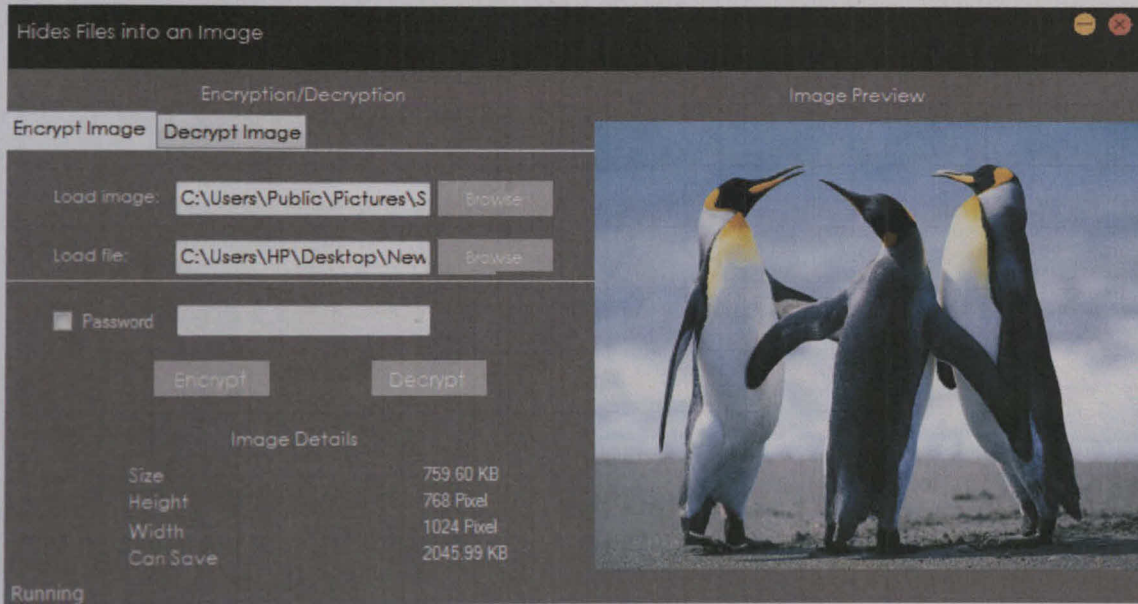 Hides Files into an Image
Encryption/Decryption
Image Preview
Encrypt Image Decrypt Image
Load image: C:\Users\Public\Pictures\S Browse
Load file: C:\Users\HP\Desktop\New Browse
Password
Encrypt Decrypt
Image Details
Size 759.60 KB
Height 768 Pixel
Width 1024 Pixel
Can Save 2045.99 KB
Running